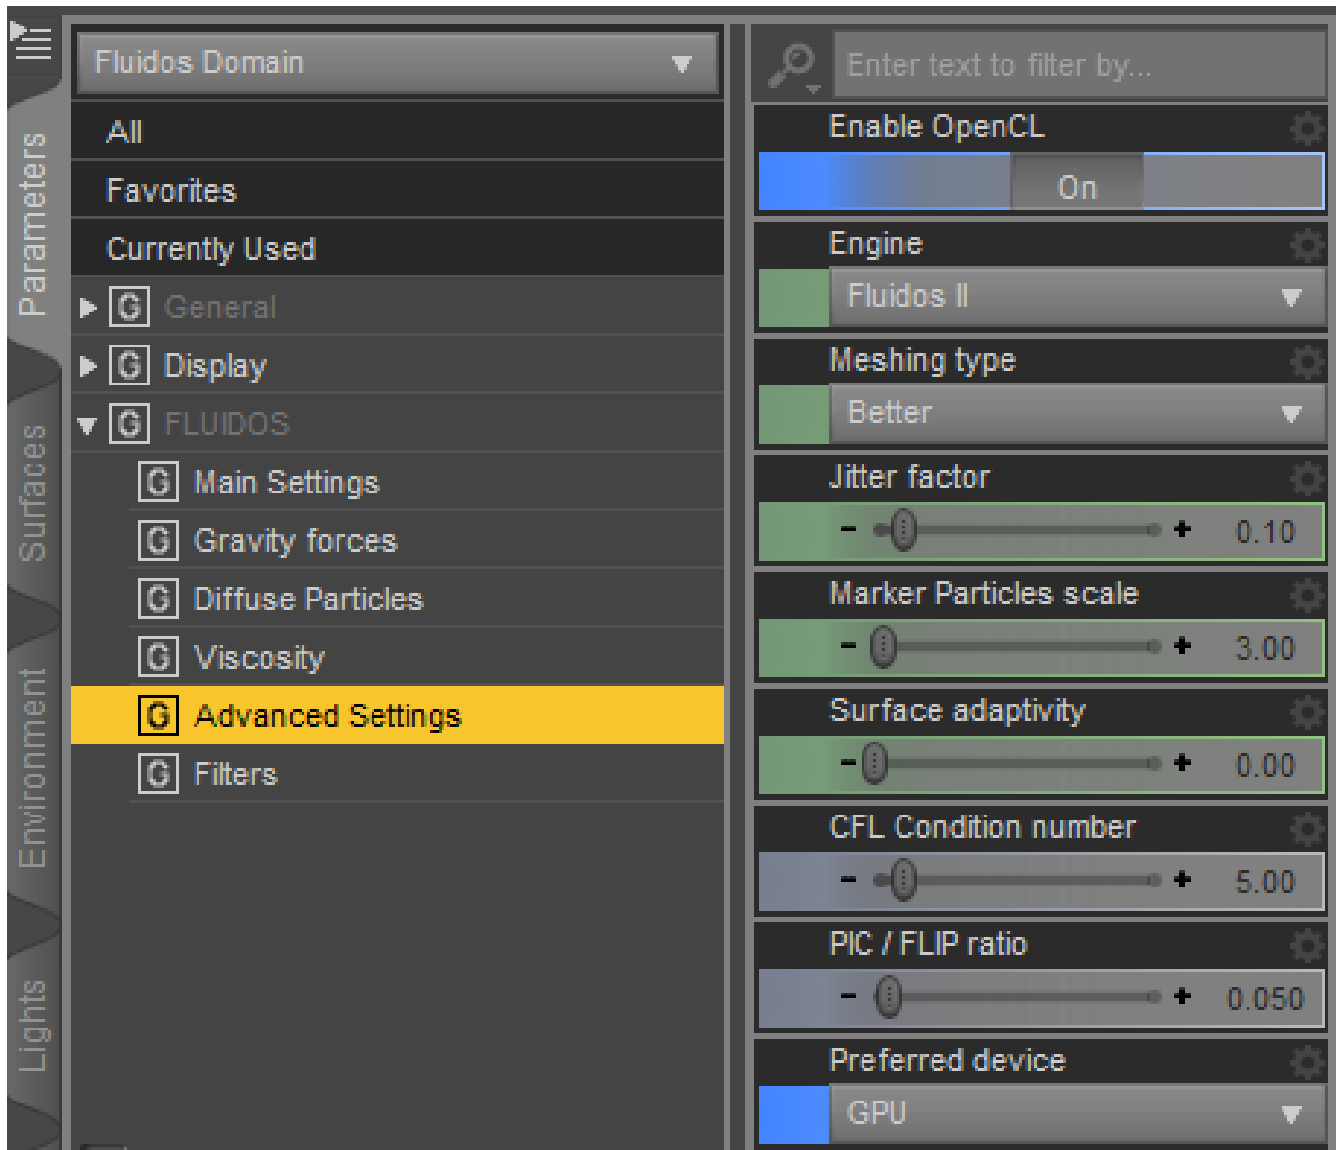 Parameters
Surfaces
Environment
Lights
Fluidos Domain
All
Favorites
Currently Used
G General
G Display
G FLUIDOS
G Main Settings
G Gravity forces
G Diffuse Particles
G Viscosity
G Advanced Settings
G Filters
Enter text to filter by...
Enable OpenCL
On
Engine
Fluidos II
Meshing type
Better
Jitter factor
- + 0.10
Marker Particles scale
- + 3.00
Surface adaptivity
- + 0.00
CFL Condition number
- + 5.00
PIC / FLIP ratio
- + 0.050
Preferred device
GPU